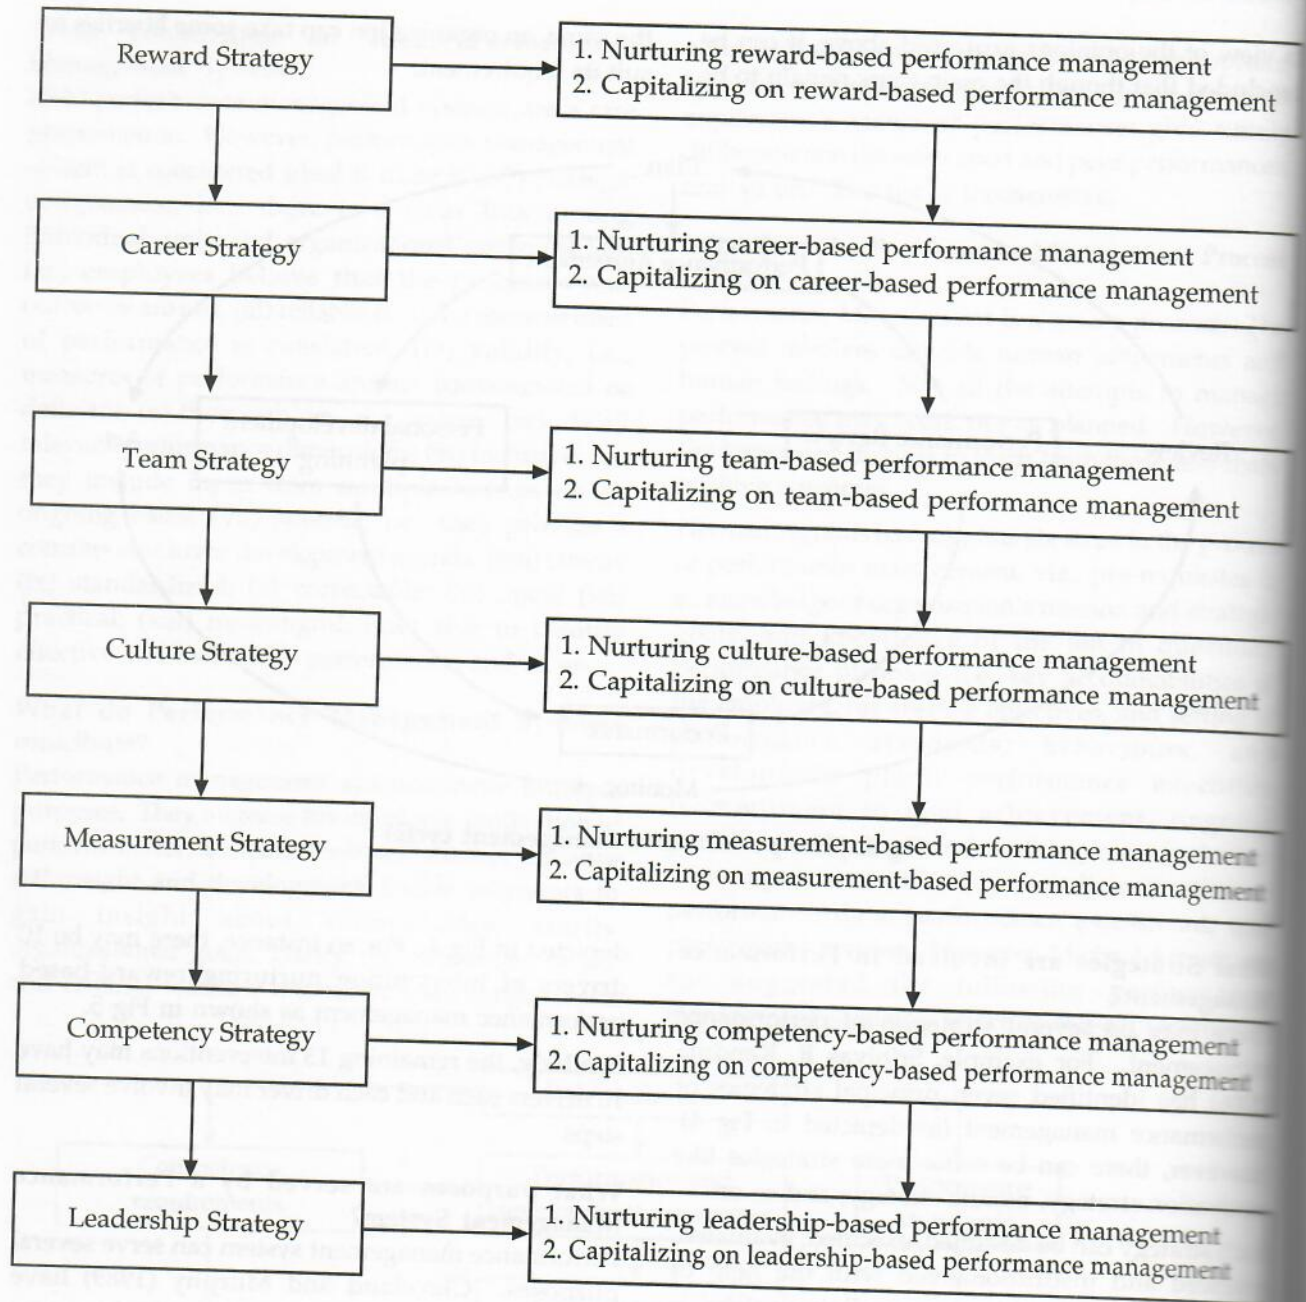 Reward Strategy
1. Nurturing reward-based performance management
2. Capitalizing on reward-based performance management
Career Strategy
1. Nurturing career-based performance management
2. Capitalizing on career-based performance management
Team Strategy
1. Nurturing team-based performance management
2. Capitalizing on team-based performance management
Culture Strategy
1. Nurturing culture-based performance management
2. Capitalizing on culture-based performance management
Measurement Strategy
1. Nurturing measurement-based performance management
2. Capitalizing on measurement-based performance management
Competency Strategy
1. Nurturing competency-based performance management
2. Capitalizing on competency-based performance management
Leadership Strategy
1. Nurturing leadership-based performance management
2. Capitalizing on leadership-based performance management